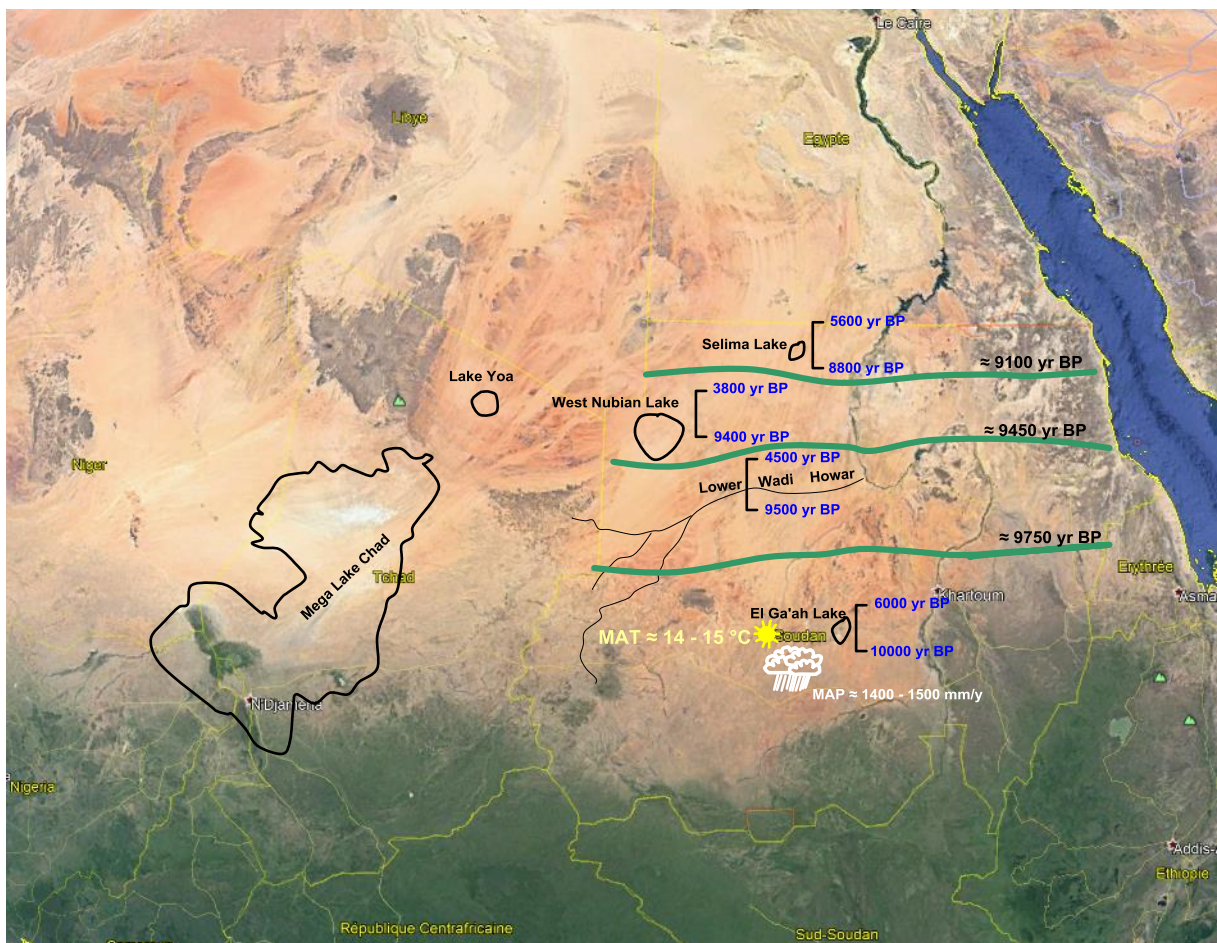 Le Caire
Libye
Egypte
5600 yr BP
Selima Lake
8800 yr BP
≈ 9100 yr BP
Lake Yoa
3800 yr BP
West Nubian Lake
9400 yr BP
≈ 9450 yr BP
4500 yr BP
Niger
Lower Wadi Howar
9500 yr BP
≈ 9750 yr BP
Mega Lake Chad
Tchad
Erythrée
Khartoum
Asma
6000 yr BP
El Ga'ah Lake
MAT ≈ 14 - 15 °C
Soudan
10000 yr BP
MAP ≈ 1400 - 1500 mm/y
N'Djamena
Nigeria
Addis-A
Ethiopie
République Centrafricaine
Sud-Soudan